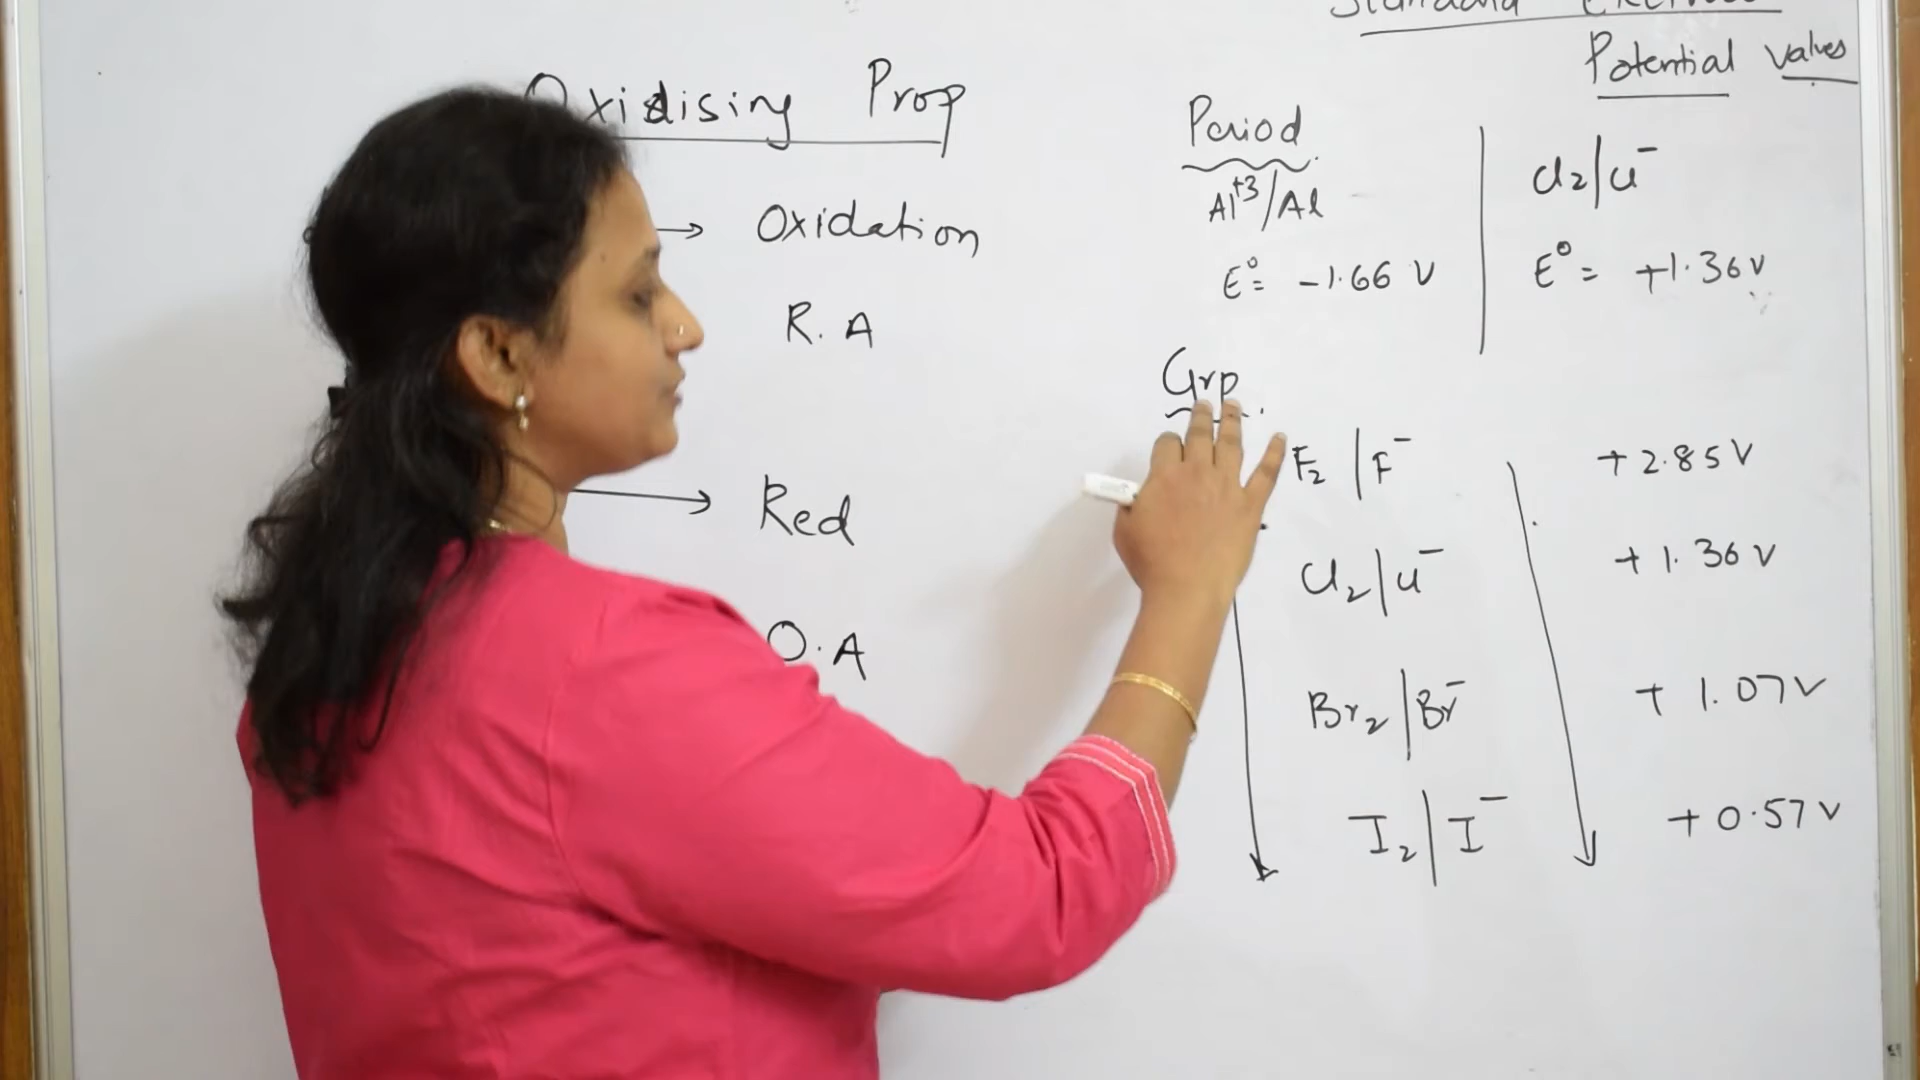 Oxidising Prop
→ Oxidation
R. A
→ Red
O.A
Standard
Potential values
Period
Al⁺³/Al
E° = -1.66 V
Cl₂/Cl⁻
E° = +1.36 V
Grp.
F₂ | F⁻ + 2.85 V
Cl₂ | Cl⁻ + 1.36 V
Br₂ | Br⁻ + 1.07 V
I₂ | I⁻ + 0.57 V